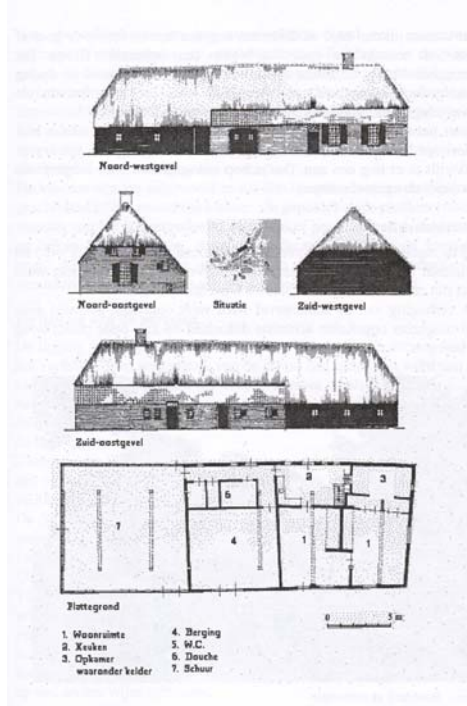 Noord-westgevel
Noord-oostgevel
Situatie
Zuid-westgevel
Zuid-oostgevel
7
6
4
2
3
1
1
Plattegrond
0 5 m.
1. Woonruimte
2. Keuken
3. Opkamer
waaronder kelder
4. Berging
5. W.C.
6. Douche
7. Schuur